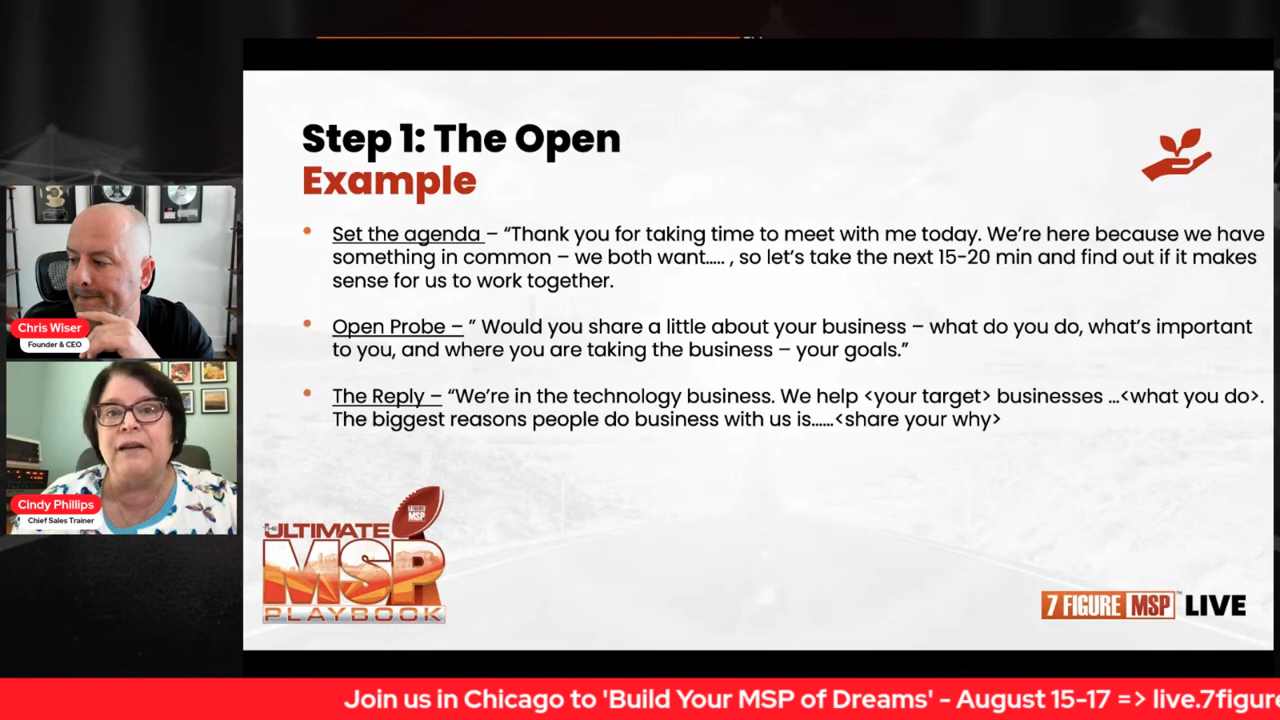 Step 1: The Open
Example
• Set the agenda – “Thank you for taking time to meet with me today. We’re here because we have
something in common – we both want..... , so let’s take the next 15-20 min and find out if it makes
sense for us to work together.
• Open Probe – ” Would you share a little about your business – what do you do, what’s important
to you, and where you are taking the business – your goals.”
• The Reply – “We’re in the technology business. We help <your target> businesses ...<what you do>.
The biggest reasons people do business with us is......<share your why>
Chris Wiser
Founder & CEO
Cindy Phillips
Chief Sales Trainer
THE
ULTIMATE
MSP
PLAYBOOK
7 FIGURE
MSP
7 FIGURE MSP™ LIVE
Join us in Chicago to 'Build Your MSP of Dreams' - August 15-17 => live.7figur